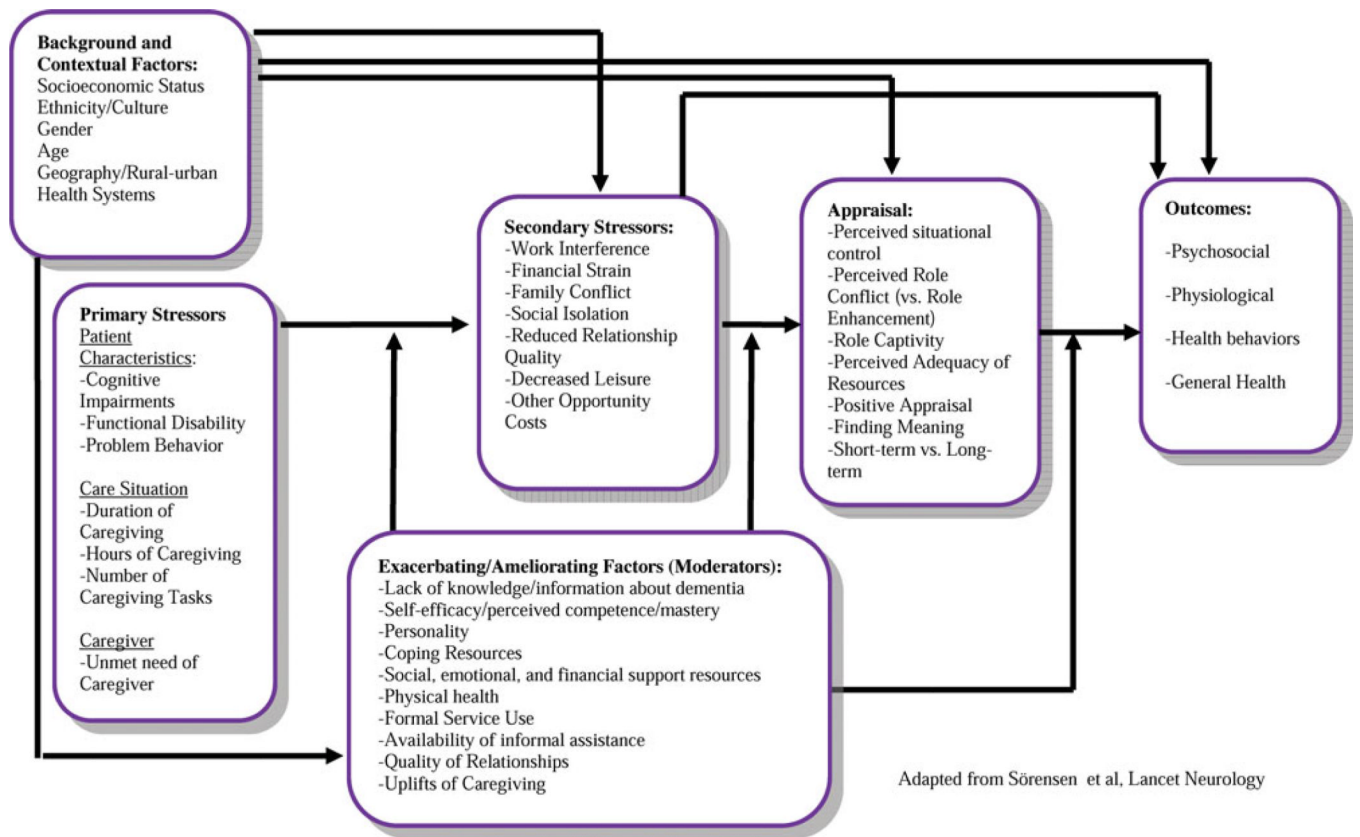 Background and
Contextual Factors:
Socioeconomic Status
Ethnicity/Culture
Gender
Age
Geography/Rural-urban
Health Systems
Primary Stressors
Patient
Characteristics:
-Cognitive
Impairments
-Functional Disability
-Problem Behavior
Care Situation
-Duration of
Caregiving
-Hours of Caregiving
-Number of
Caregiving Tasks
Caregiver
-Unmet need of
Caregiver
Secondary Stressors:
-Work Interference
-Financial Strain
-Family Conflict
-Social Isolation
-Reduced Relationship
Quality
-Decreased Leisure
-Other Opportunity
Costs
Appraisal:
-Perceived situational
control
-Perceived Role
Conflict (vs. Role
Enhancement)
-Role Captivity
-Perceived Adequacy of
Resources
-Positive Appraisal
-Finding Meaning
-Short-term vs. Long-
term
Outcomes:
-Psychosocial
-Physiological
-Health behaviors
-General Health
Exacerbating/Ameliorating Factors (Moderators):
-Lack of knowledge/information about dementia
-Self-efficacy/perceived competence/mastery
-Personality
-Coping Resources
-Social, emotional, and financial support resources
-Physical health
-Formal Service Use
-Availability of informal assistance
-Quality of Relationships
-Uplifts of Caregiving
Adapted from Sörensen et al, Lancet Neurology